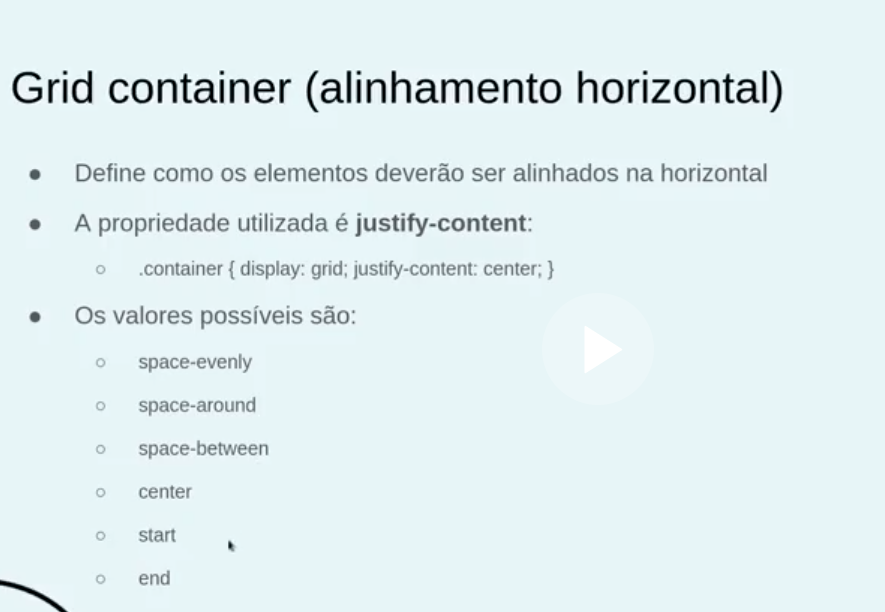 Grid container (alinhamento horizontal)
● Define como os elementos deverão ser alinhados na horizontal
● A propriedade utilizada é justify-content:
○ .container { display: grid; justify-content: center; }
● Os valores possíveis são:
○ space-evenly
○ space-around
○ space-between
○ center
○ start
○ end